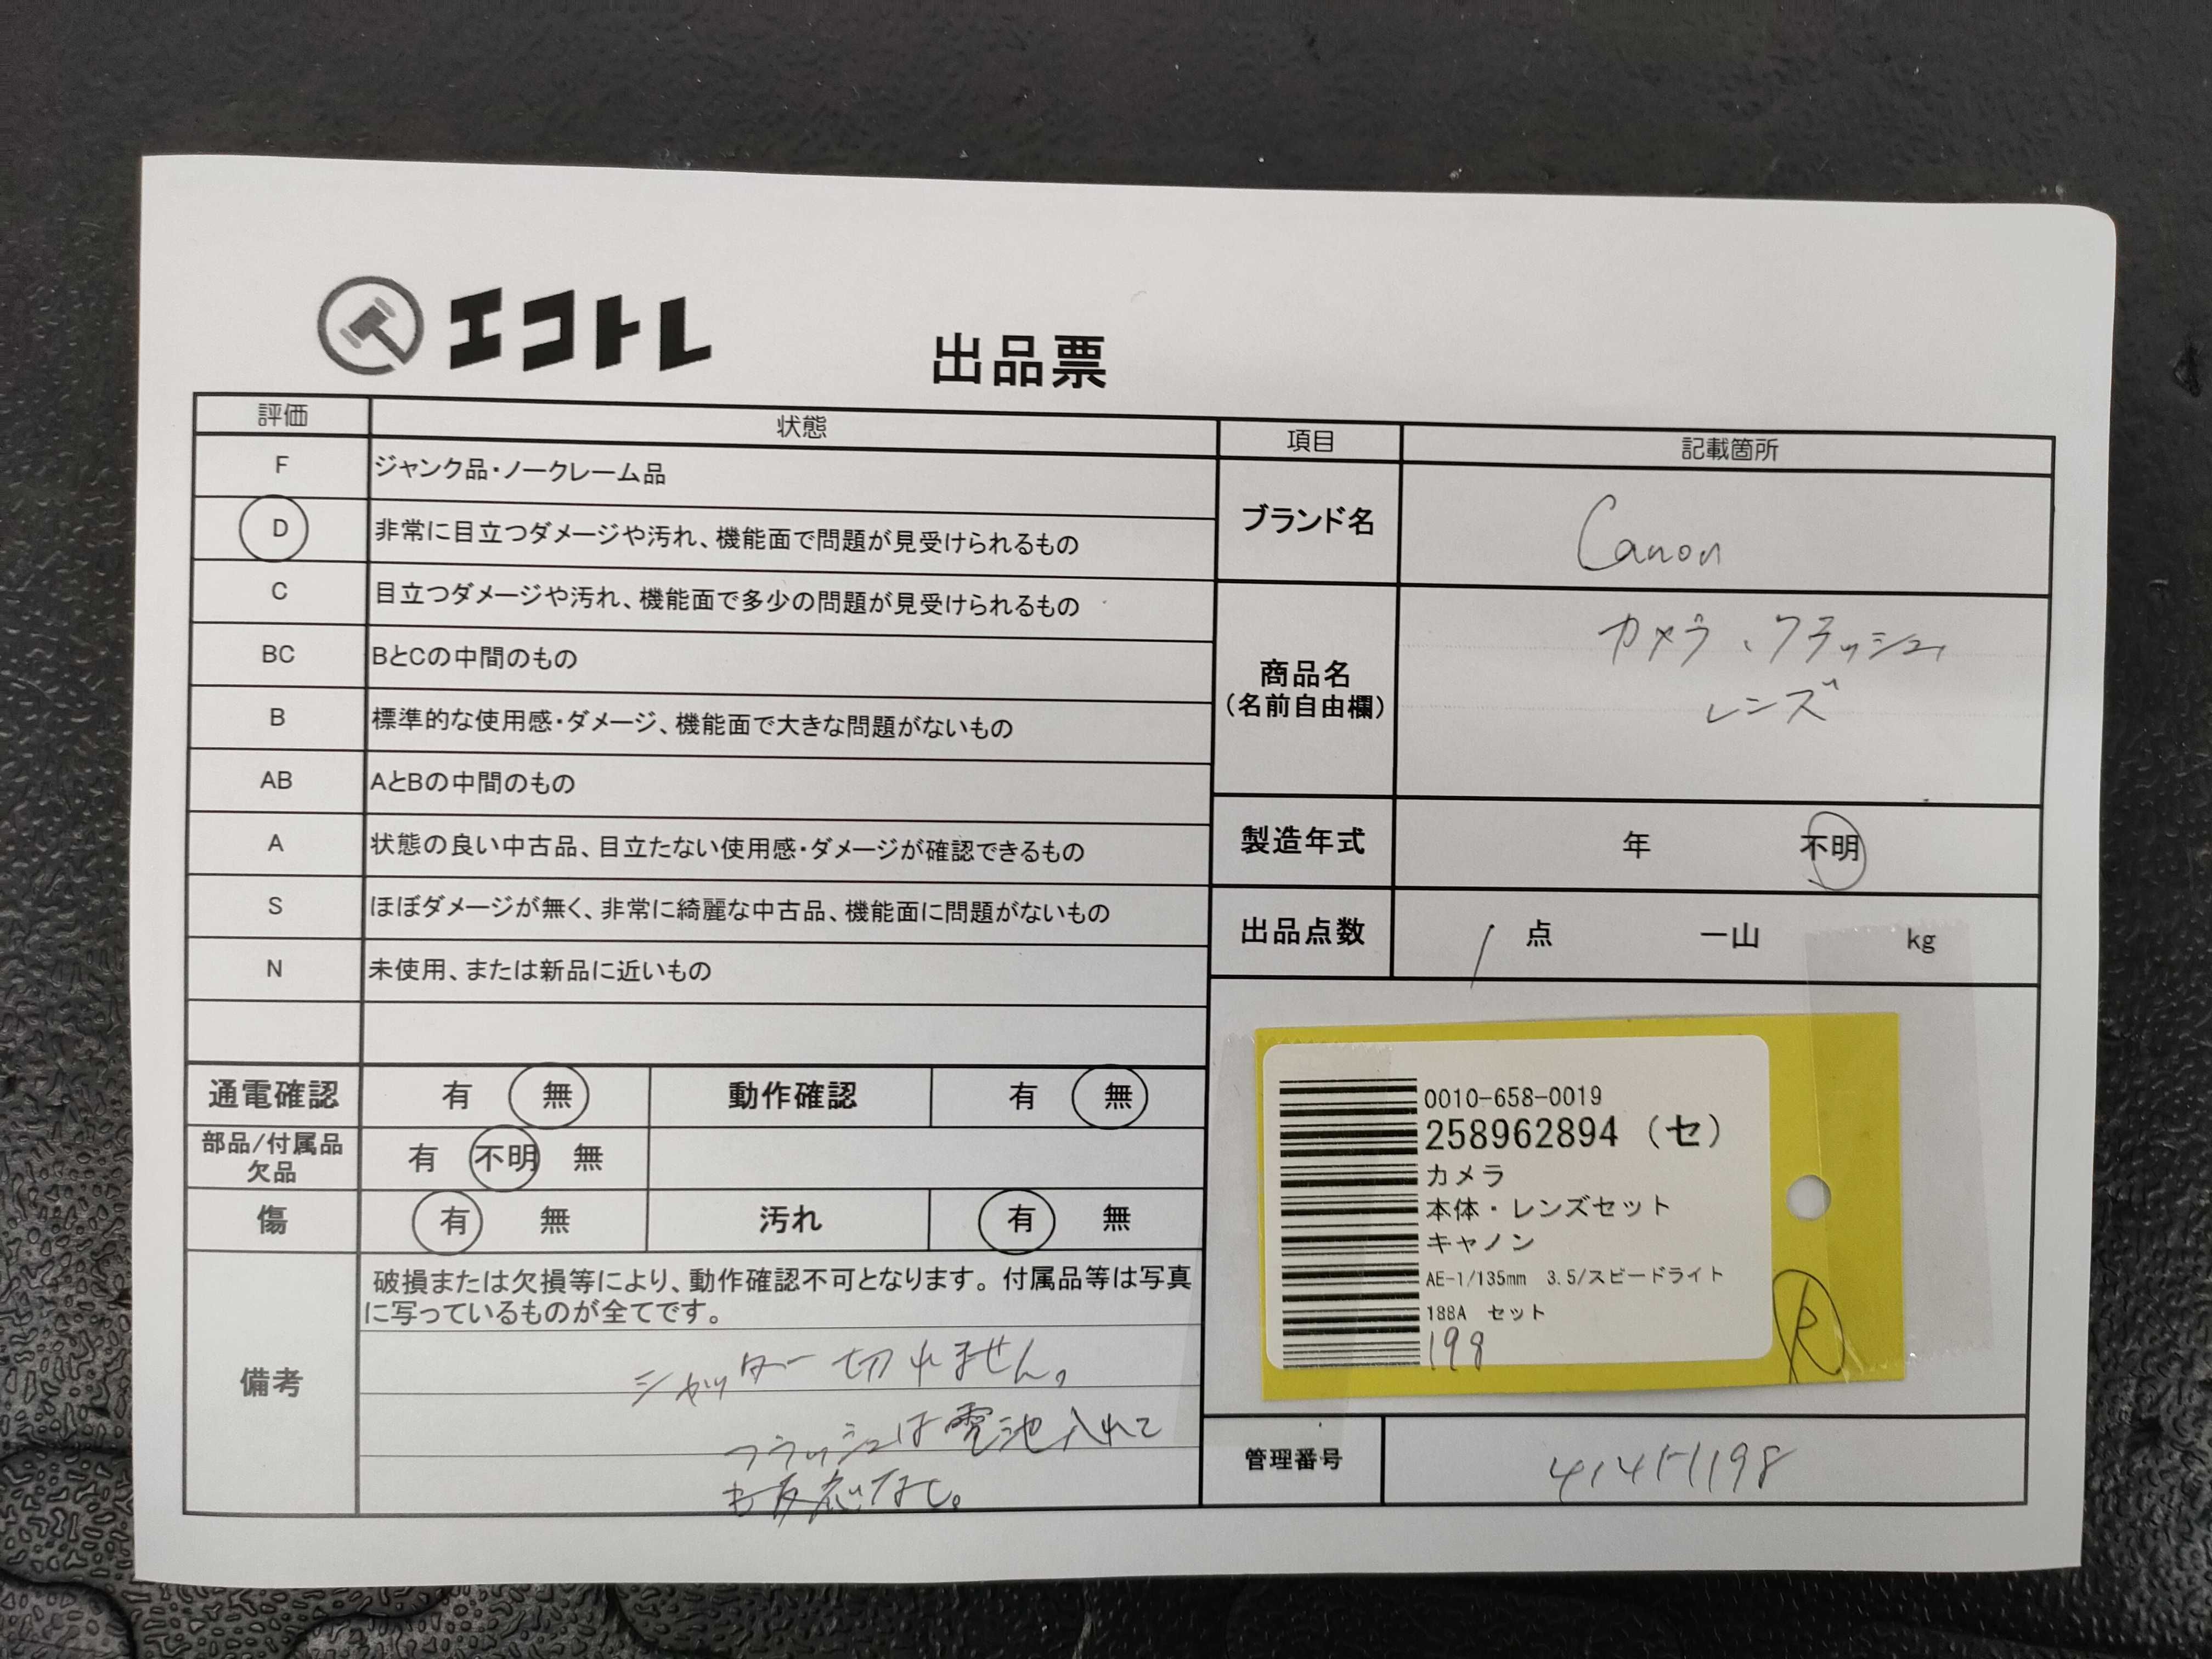 エコトレ
出品票
評価 状態
F ジャンク品・ノークレーム品
D 非常に目立つダメージや汚れ、機能面で問題が見受けられるもの
C 目立つダメージや汚れ、機能面で多少の問題が見受けられるもの
BC BとCの中間のもの
B 標準的な使用感・ダメージ、機能面で大きな問題がないもの
AB AとBの中間のもの
A 状態の良い中古品、目立たない使用感・ダメージが確認できるもの
S ほぼダメージが無く、非常に綺麗な中古品、機能面に問題がないもの
N 未使用、または新品に近いもの
通電確認 有 無 動作確認 有 無
部品/付属品
欠品 有 不明 無
傷 有 無 汚れ 有 無
備考
破損または欠損等により、動作確認不可となります。付属品等は写真
に写っているものが全てです。
シャッター切れません。
フラッシュは電池入れて
も反応なし。
項目 記載箇所
ブランド名 Canon
商品名
(名前自由欄)
カメラ、フラッシュ
レンズ
製造年式 年 不明
出品点数 1 点 一山 kg
0010-658-0019
258962894 (セ)
カメラ
本体・レンズセット
キャノン
AE-1/135mm 3.5/スピードライト
188A セット
198
管理番号